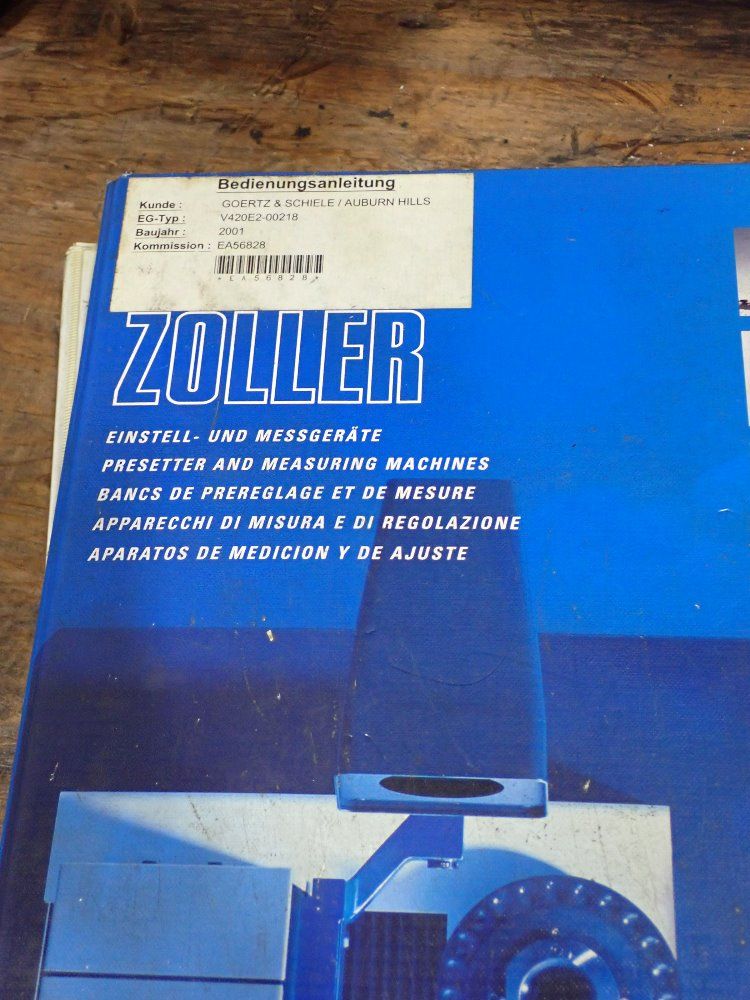 Bedienungsanleitung
Kunde : GOERTZ & SCHIELE / AUBURN HILLS
EG-Typ : V420E2-00218
Baujahr : 2001
Kommission : EA56828
*EA56828*
ZOLLER
EINSTELL- UND MESSGERÄTE
PRESETTER AND MEASURING MACHINES
BANCS DE PREREGLAGE ET DE MESURE
APPARECCHI DI MISURA E DI REGOLAZIONE
APARATOS DE MEDICION Y DE AJUSTE